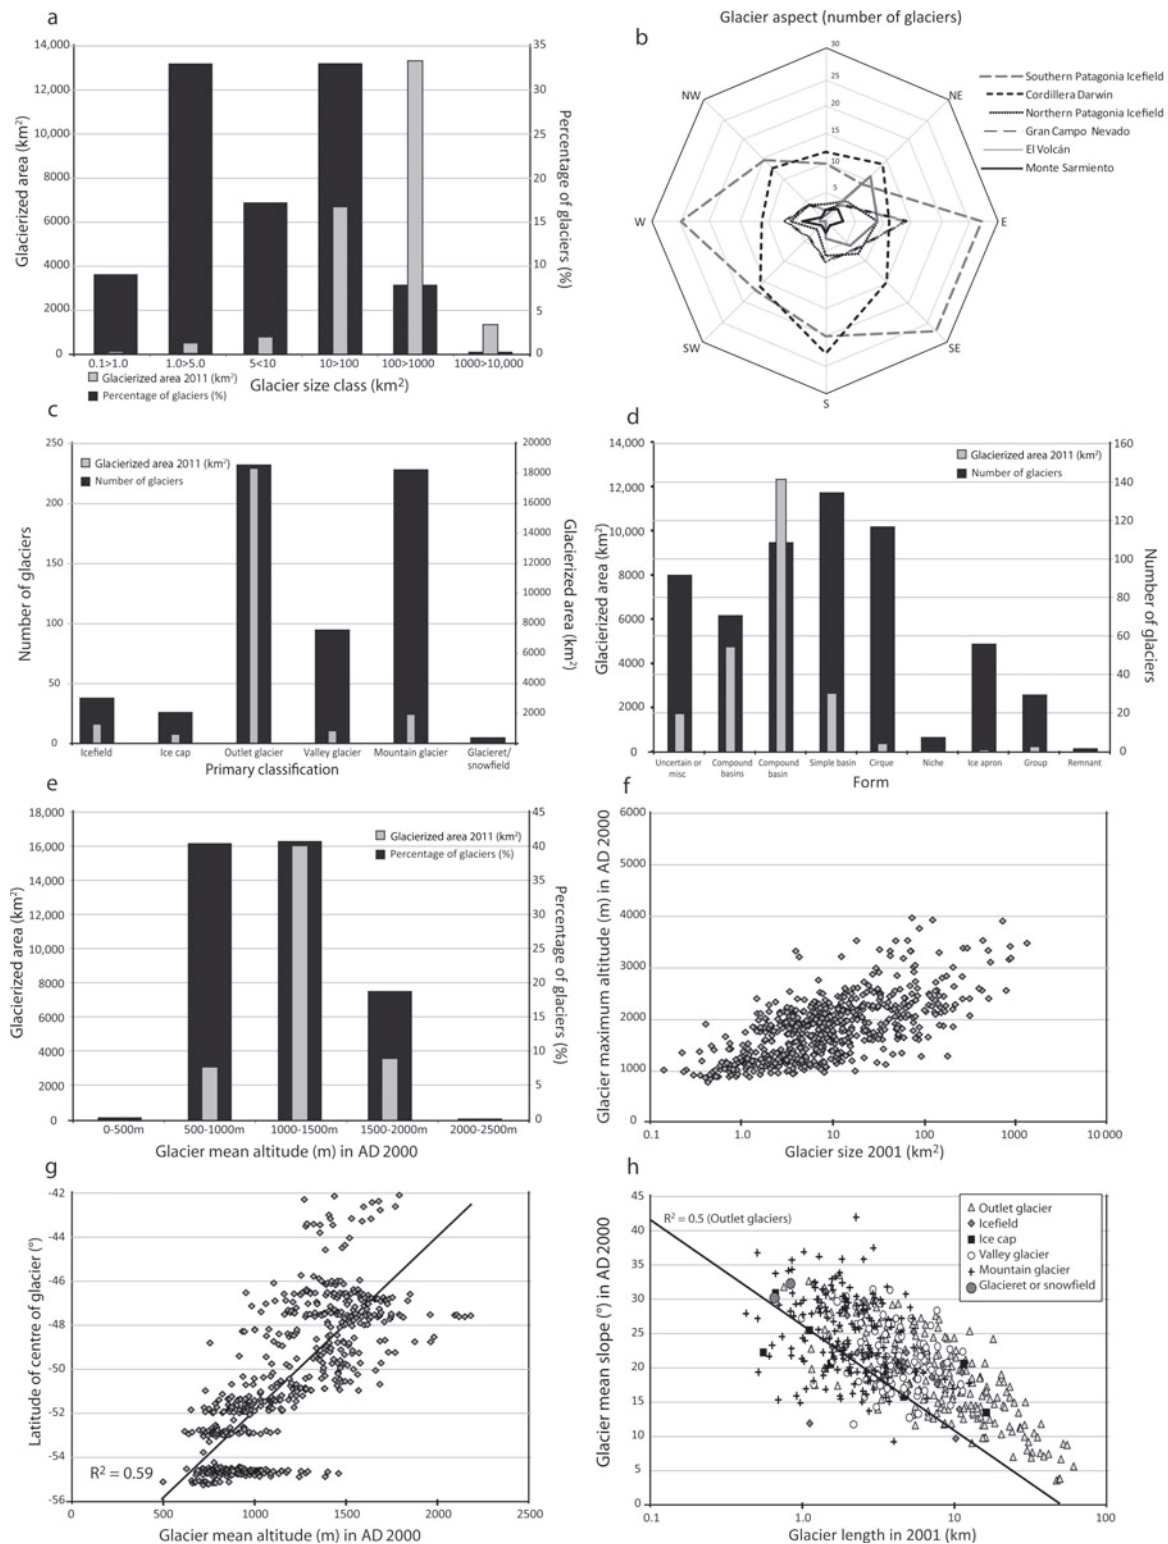 a
14,000
12,000
10,000
8000
6000
4000
2000
0
Glacierized area (km²)
35
30
25
20
15
10
5
0
Percentage of glaciers (%)
0.1>1.0
1.0>5.0
5<10
10>100
100>1000
1000>10,000
Glacierized area 2011 (km²)
Percentage of glaciers (%)
Glacier size class (km²)
Glacier aspect (number of glaciers)
b
30
25
20
15
10
5
NW
NE
W
E
SW
SE
S
Southern Patagonia Icefield
Cordillera Darwin
Northern Patagonia Icefield
Gran Campo Nevado
El Volcán
Monte Sarmiento
c
250
200
150
100
50
0
Number of glaciers
Glacierized area 2011 (km²)
Number of glaciers
20000
18000
16000
14000
12000
10000
8000
6000
4000
2000
0
Glacierized area (km²)
Icefield
Ice cap
Outlet glacier
Valley glacier
Mountain glacier
Glacieret/
snowfield
Primary classification
d
14,000
12,000
10,000
8000
6000
4000
2000
0
Glacierized area (km²)
Glacierized area 2011 (km²)
Number of glaciers
160
140
120
100
80
60
40
20
0
Number of glaciers
Uncertain or
misc
Compound
basins
Compound
basin
Simple basin
Cirque
Niche
Ice apron
Group
Remnant
Form
e
18,000
16,000
14,000
12,000
10,000
8000
6000
4000
2000
0
Glacierized area (km²)
Glacierized area 2011 (km²)
Percentage of glaciers (%)
45
40
35
30
25
20
15
10
5
0
Percentage of glaciers (%)
0-500m
500-1000m
1000-1500m
1500-2000m
2000-2500m
Glacier mean altitude (m) in AD 2000
f
6000
5000
4000
3000
2000
1000
0
Glacier maximum altitude (m) in AD 2000
0.1
1.0
10
100
1000
10 000
Glacier size 2001 (km²)
g
-42
-44
-46
-48
-50
-52
-54
-56
Latitude of centre of glacier (°)
R² = 0.59
0
500
1000
1500
2000
2500
Glacier mean altitude (m) in AD 2000
h
45
40
35
30
25
20
15
10
5
0
Glacier mean slope (°) in AD 2000
R² = 0.5 (Outlet glaciers)
Outlet glacier
Icefield
Ice cap
Valley glacier
Mountain glacier
Glacieret or snowfield
0.1
1.0
10
100
Glacier length in 2001 (km)